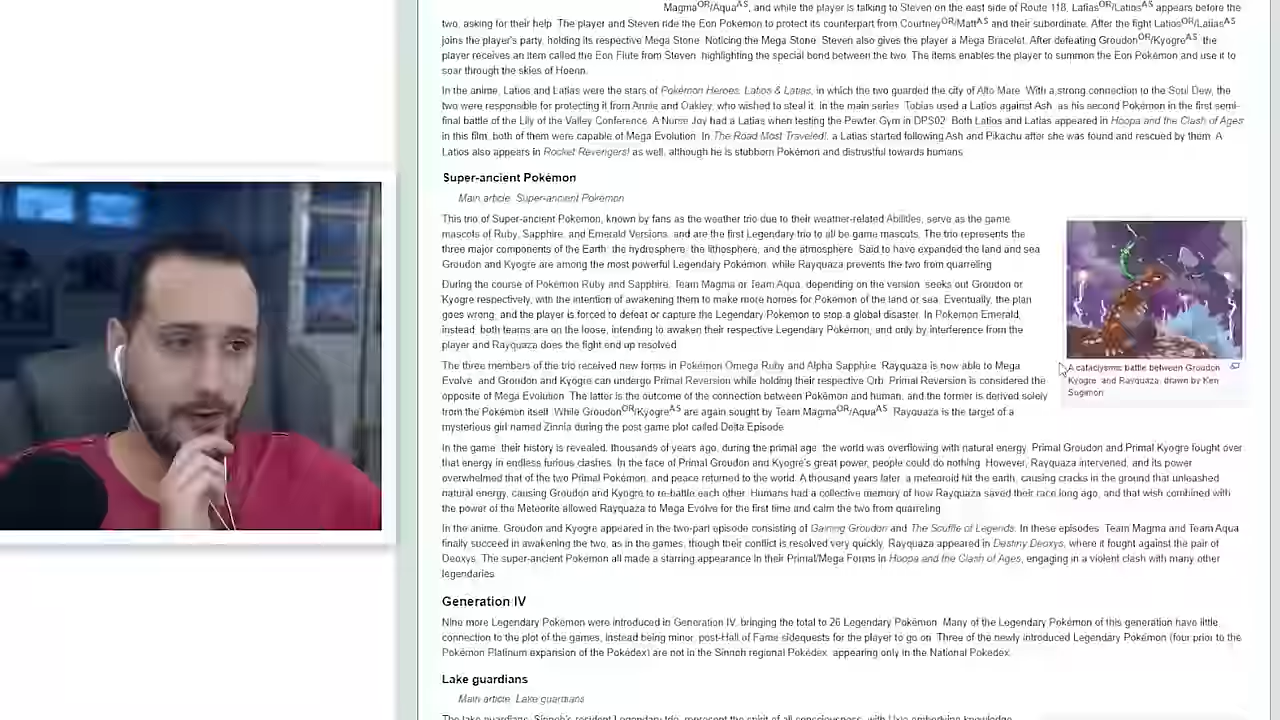 Magma^OR/Aqua^AS, and while the player is talking to Steven on the east side of Route 118, Latias^OR/Latios^AS appears before the
two, asking for their help. The player and Steven ride the Eon Pokémon to protect its counterpart from Courtney^OR/Matt^AS and their subordinate. After the fight Latios^OR/Latias^AS
joins the player's party, holding its respective Mega Stone. Noticing the Mega Stone, Steven also gives the player a Mega Bracelet. After defeating Groudon^OR/Kyogre^AS, the
player receives an item called the Eon Flute from Steven, highlighting the special bond between the two. The items enables the player to summon the Eon Pokémon and use it to
soar through the skies of Hoenn.
In the anime, Latios and Latias were the stars of Pokémon Heroes: Latios & Latias, in which the two guarded the city of Alto Mare. With a strong connection to the Soul Dew, the
two were responsible for protecting it from Annie and Oakley, who wished to steal it. In the main series, Tobias used a Latios against Ash, as his second Pokémon in the first semi-
final battle of the Lily of the Valley Conference. A Nurse Joy had a Latias when testing the Pewter Gym in DP502. Both Latios and Latias appeared in Hoopa and the Clash of Ages
in this film, both of them were capable of Mega Evolution. In The Road Most Traveled!, a Latias started following Ash and Pikachu after she was found and rescued by them. A
Latios also appears in Rocket Revengers! as well, although he is stubborn Pokémon and distrustful towards humans.
Super-ancient Pokémon
Main article: Super-ancient Pokémon
This trio of Super-ancient Pokémon, known by fans as the weather trio due to their weather-related Abilities, serve as the game
mascots of Ruby, Sapphire, and Emerald Versions, and are the first Legendary trio to all be game mascots. The trio represents the
three major components of the Earth: the hydrosphere, the lithosphere, and the atmosphere. Said to have expanded the land and sea
Groudon and Kyogre are among the most powerful Legendary Pokémon, while Rayquaza prevents the two from quarreling.
During the course of Pokémon Ruby and Sapphire, Team Magma or Team Aqua, depending on the version, seeks out Groudon or
Kyogre respectively, with the intention of awakening them to make more homes for Pokémon of the land or sea. Eventually, the plan
goes wrong, and the player is forced to defeat or capture the Legendary Pokémon to stop a global disaster. In Pokémon Emerald,
instead, both teams are on the loose, intending to awaken their respective Legendary Pokémon, and only by interference from the
player and Rayquaza does the fight end up resolved.
A cataclysmic battle between Groudon
Kyogre, and Rayquaza, drawn by Ken
Sugimori
The three members of the trio received new forms in Pokémon Omega Ruby and Alpha Sapphire. Rayquaza is now able to Mega
Evolve, and Groudon and Kyogre can undergo Primal Reversion while holding their respective Orb. Primal Reversion is considered the
opposite of Mega Evolution. The latter is the outcome of the connection between Pokémon and human, and the former is derived solely
from the Pokémon itself. While Groudon^OR/Kyogre^AS are again sought by Team Magma^OR/Aqua^AS, Rayquaza is the target of a
mysterious girl named Zinnia during the post game plot called Delta Episode.
In the game, their history is revealed, thousands of years ago, during the primal age, the world was overflowing with natural energy. Primal Groudon and Primal Kyogre fought over
that energy in endless furious clashes. In the face of Primal Groudon and Kyogre's great power, people could do nothing. However, Rayquaza intervened, and its power
overwhelmed that of the two Primal Pokémon, and peace returned to the world. A thousand years later, a meteoroid hit the earth, causing cracks in the ground that unleashed
natural energy, causing Groudon and Kyogre to re-battle each other. Humans had a collective memory of how Rayquaza saved their race long ago, and that wish combined with
the power of the Meteorite allowed Rayquaza to Mega Evolve for the first time and calm the two from quarreling.
In the anime, Groudon and Kyogre appeared in the two-part episode consisting of Gaining Groudon and The Scuffle of Legends. In these episodes, Team Magma and Team Aqua
finally succeed in awakening the two, as in the games, though their conflict is resolved very quickly. Rayquaza appeared in Destiny Deoxys, where it fought against the pair of
Deoxys. The super-ancient Pokémon all made a starring appearance in their Primal/Mega Forms in Hoopa and the Clash of Ages, engaging in a violent clash with many other
legendaries.
Generation IV
Nine more Legendary Pokémon were introduced in Generation IV, bringing the total to 26 Legendary Pokémon. Many of the Legendary Pokémon of this generation have little
connection to the plot of the games, instead being minor, post-Hall of Fame sidequests for the player to go on. Three of the newly introduced Legendary Pokémon (four prior to the
Pokémon Platinum expansion of the Pokédex) are not in the Sinnoh regional Pokédex, appearing only in the National Pokédex.
Lake guardians
Main article: Lake guardians
The lake guardians, Sinnoh's resident Legendary trio, represent the spirit of all consciousness, with Uxie embodying knowledge,